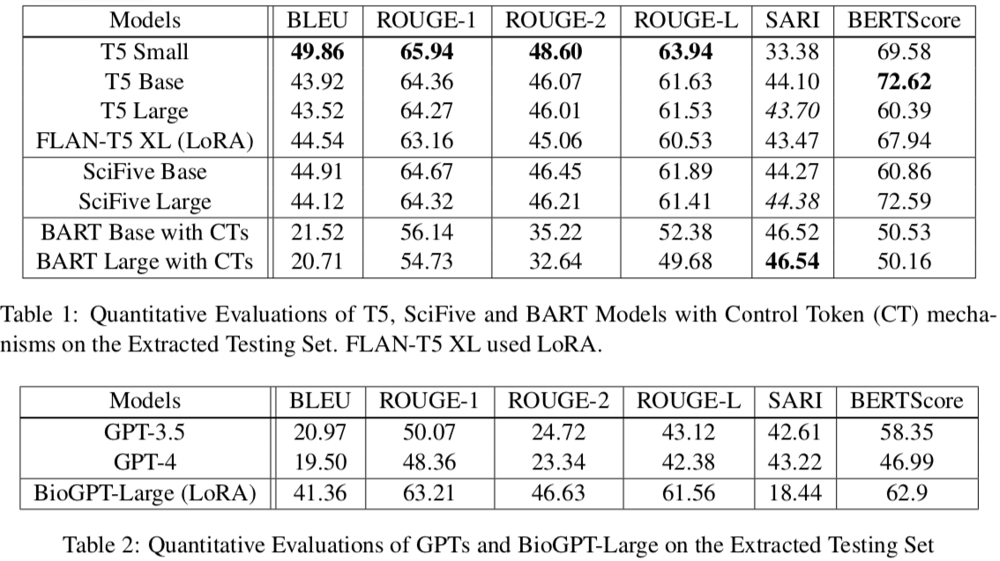 Models BLEU ROUGE-1 ROUGE-2 ROUGE-L SARI BERTScore
T5 Small 49.86 65.94 48.60 63.94 33.38 69.58
T5 Base 43.92 64.36 46.07 61.63 44.10 72.62
T5 Large 43.52 64.27 46.01 61.53 43.70 60.39
FLAN-T5 XL (LoRA) 44.54 63.16 45.06 60.53 43.47 67.94
SciFive Base 44.91 64.67 46.45 61.89 44.27 60.86
SciFive Large 44.12 64.32 46.21 61.41 44.38 72.59
BART Base with CTs 21.52 56.14 35.22 52.38 46.52 50.53
BART Large with CTs 20.71 54.73 32.64 49.68 46.54 50.16
Table 1: Quantitative Evaluations of T5, SciFive and BART Models with Control Token (CT) mecha-
nisms on the Extracted Testing Set. FLAN-T5 XL used LoRA.
Models BLEU ROUGE-1 ROUGE-2 ROUGE-L SARI BERTScore
GPT-3.5 20.97 50.07 24.72 43.12 42.61 58.35
GPT-4 19.50 48.36 23.34 42.38 43.22 46.99
BioGPT-Large (LoRA) 41.36 63.21 46.63 61.56 18.44 62.9
Table 2: Quantitative Evaluations of GPTs and BioGPT-Large on the Extracted Testing Set